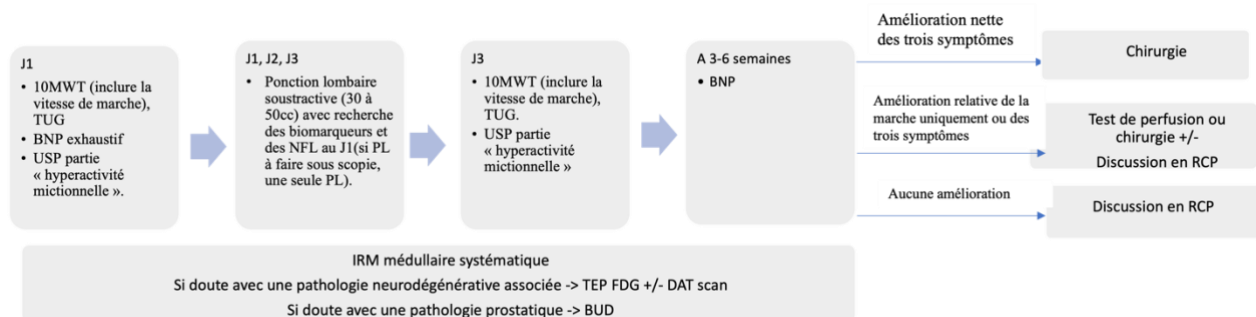 J1
• 10MWT (inclure la
vitesse de marche),
TUG
• BNP exhaustif
• USP partie
« hyperactivité
mictionnelle ».
J1, J2, J3
• Ponction lombaire
soustractive (30 à
50cc) avec recherche
des biomarqueurs et
des NFL au J1(si PL
à faire sous scopie,
une seule PL).
J3
• 10MWT (inclure la
vitesse de marche),
TUG.
• USP partie
« hyperactivité
mictionnelle »
A 3-6 semaines
• BNP
Amélioration nette
des trois symptômes
Chirurgie
Amélioration relative de la
marche uniquement ou des
trois symptômes
Test de perfusion ou
chirurgie +/-
Discussion en RCP
Aucune amélioration
Discussion en RCP
IRM médullaire systématique
Si doute avec une pathologie neurodégénérative associée -> TEP FDG +/- DAT scan
Si doute avec une pathologie prostatique -> BUD